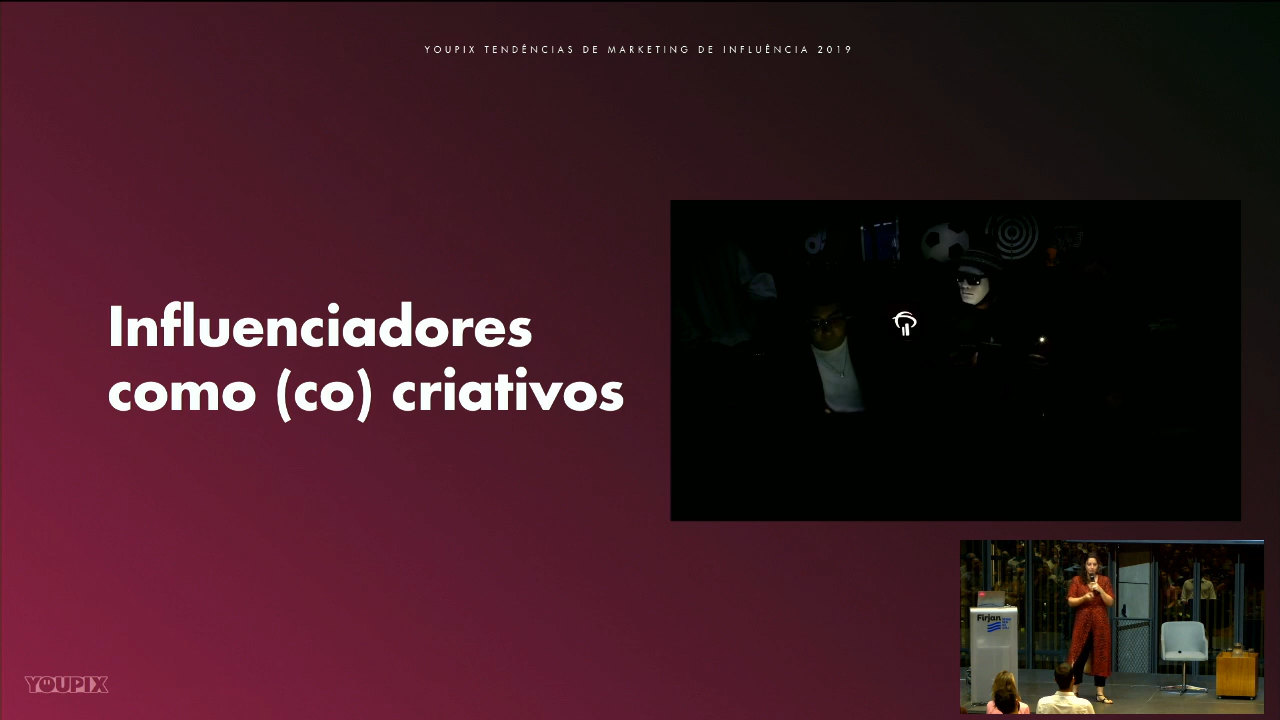 YOUPIX TENDÊNCIAS DE MARKETING DE INFLUÊNCIA 2019
Influenciadores
como (co) criativos
Firjan
YOUPIX